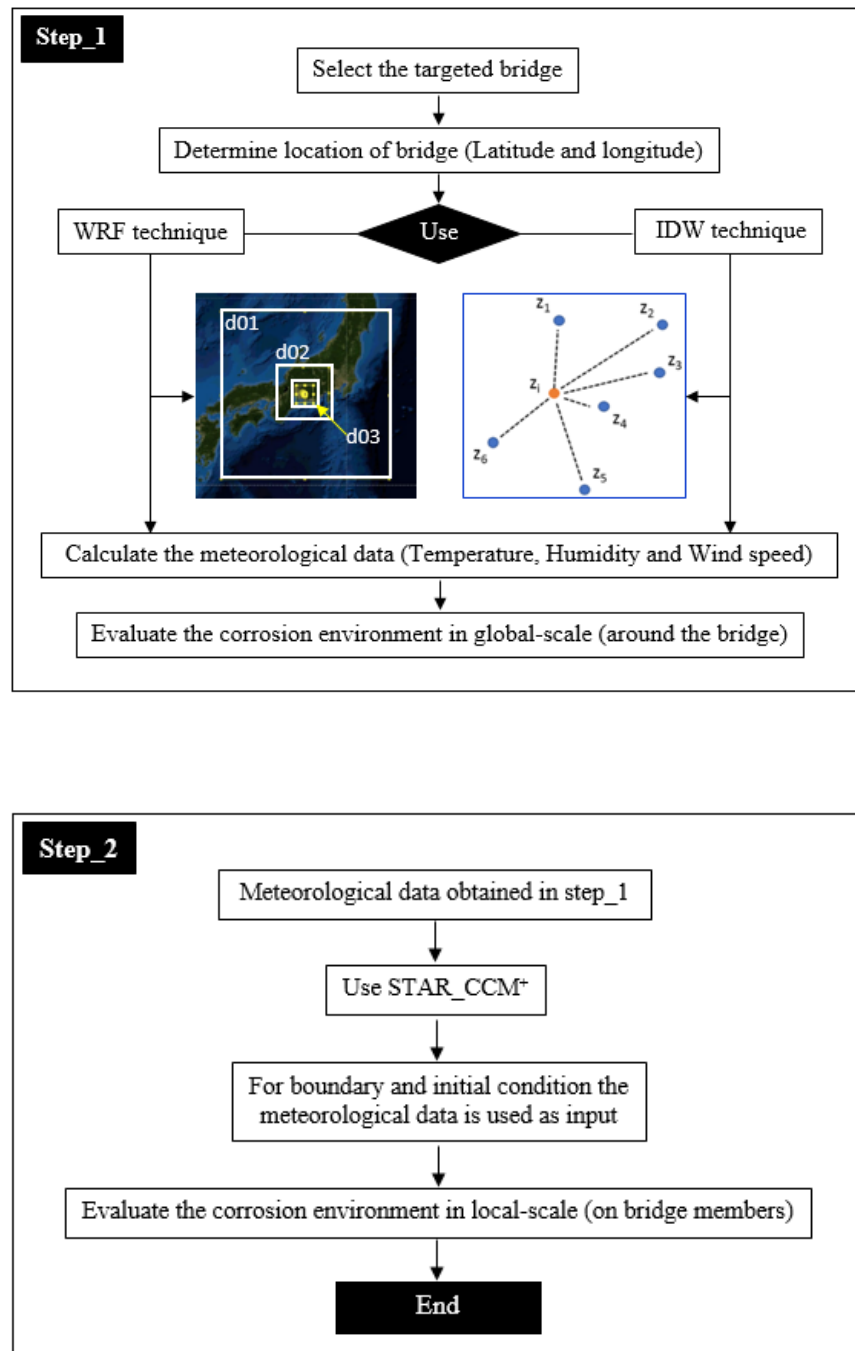 Step_1
Select the targeted bridge
Determine location of bridge (Latitude and longitude)
WRF technique
Use
IDW technique
d01
d02
d03
z1
z2
z3
zi
z4
z6
z5
Calculate the meteorological data (Temperature, Humidity and Wind speed)
Evaluate the corrosion environment in global-scale (around the bridge)
Step_2
Meteorological data obtained in step_1
Use STAR_CCM⁺
For boundary and initial condition the
meteorological data is used as input
Evaluate the corrosion environment in local-scale (on bridge members)
End